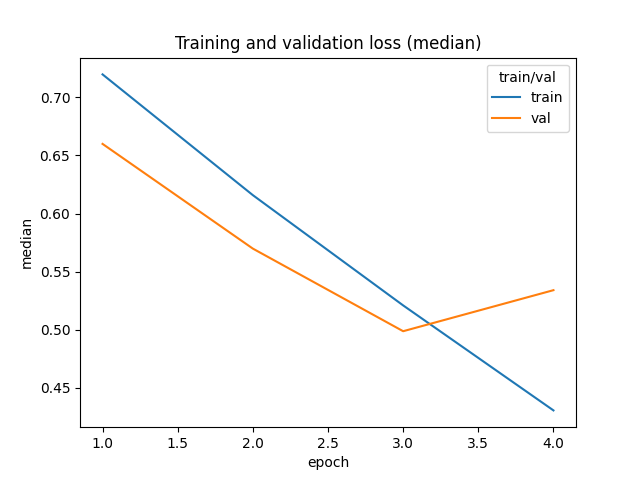 Training and validation loss (median)
train/val
train
val
0.70
0.65
0.60
0.55
0.50
0.45
median
1.0 1.5 2.0 2.5 3.0 3.5 4.0
epoch